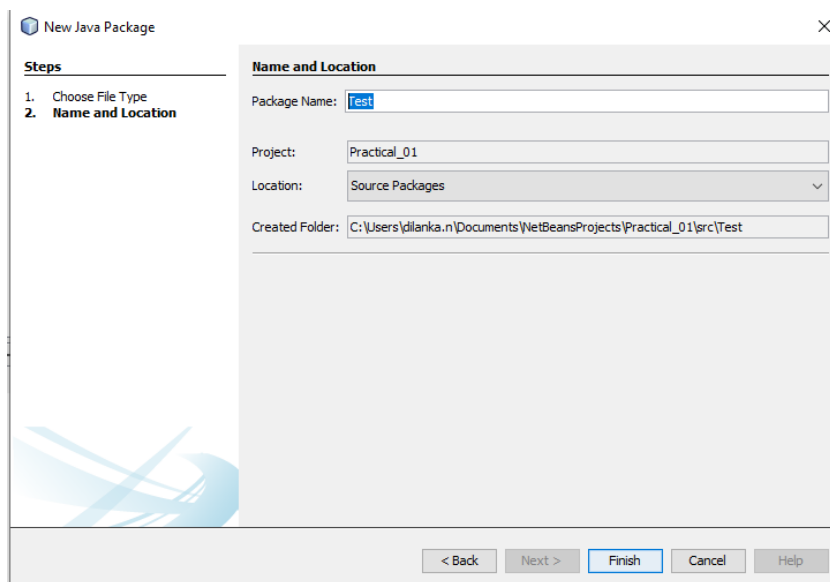 New Java Package
Steps
1. Choose File Type
2. Name and Location
Name and Location
Package Name: Test
Project: Practical_01
Location: Source Packages
Created Folder: C:\Users\dilanka.n\Documents\NetBeansProjects\Practical_01\src\Test
< Back Next > Finish Cancel Help